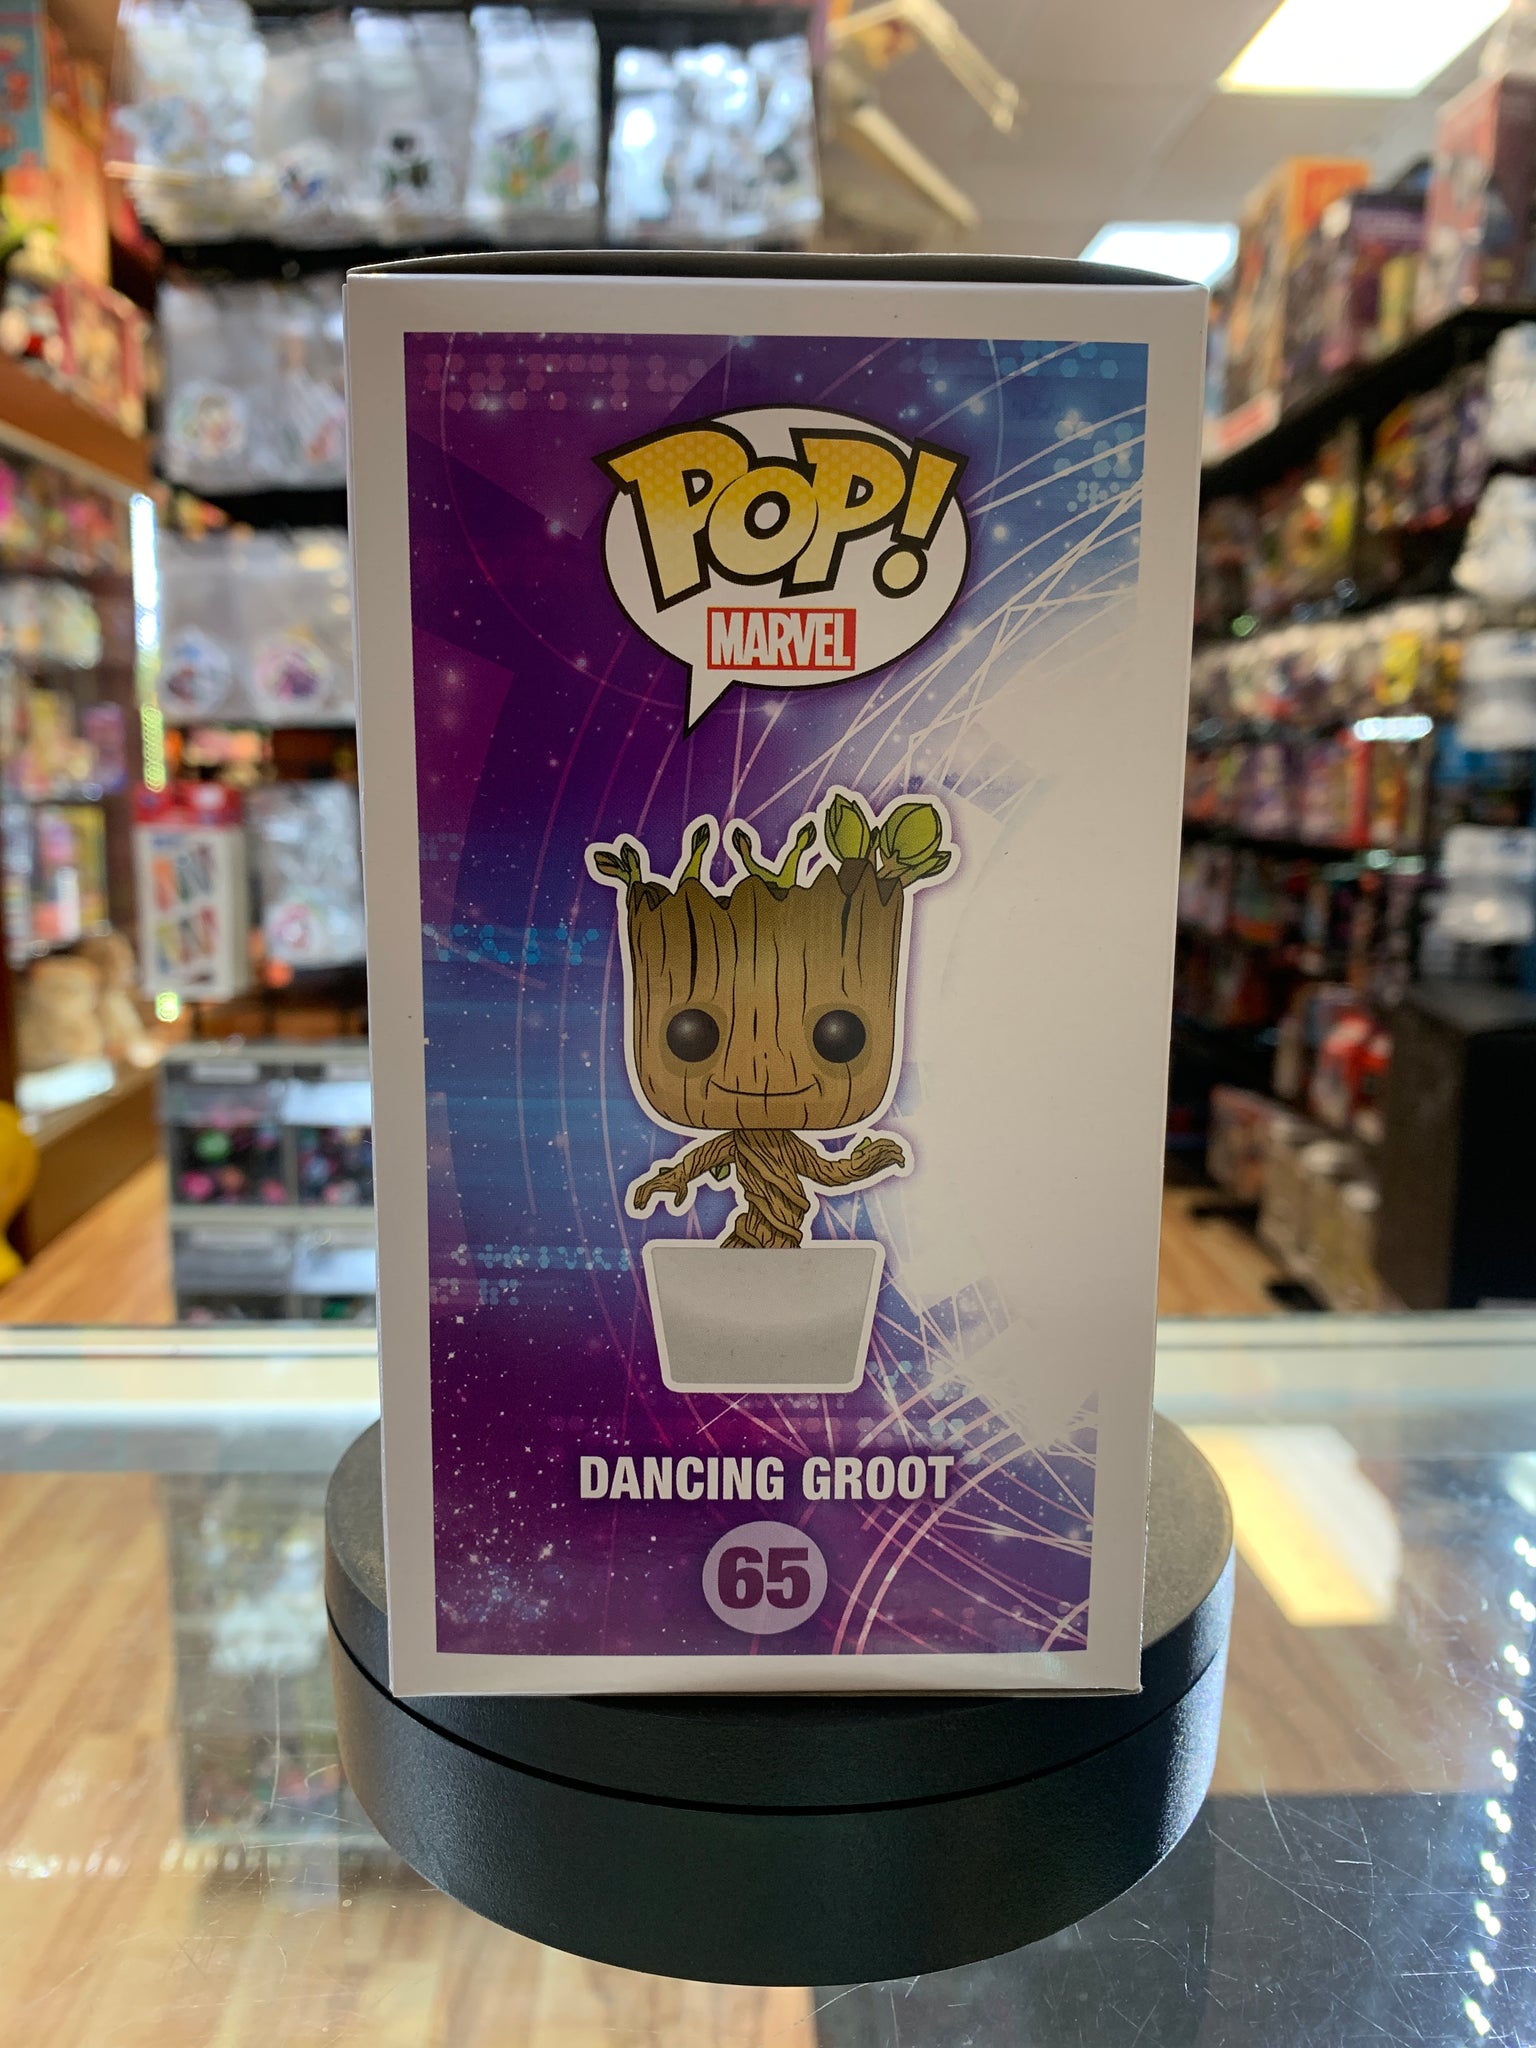 POP!
MARVEL
DANCING GROOT
65